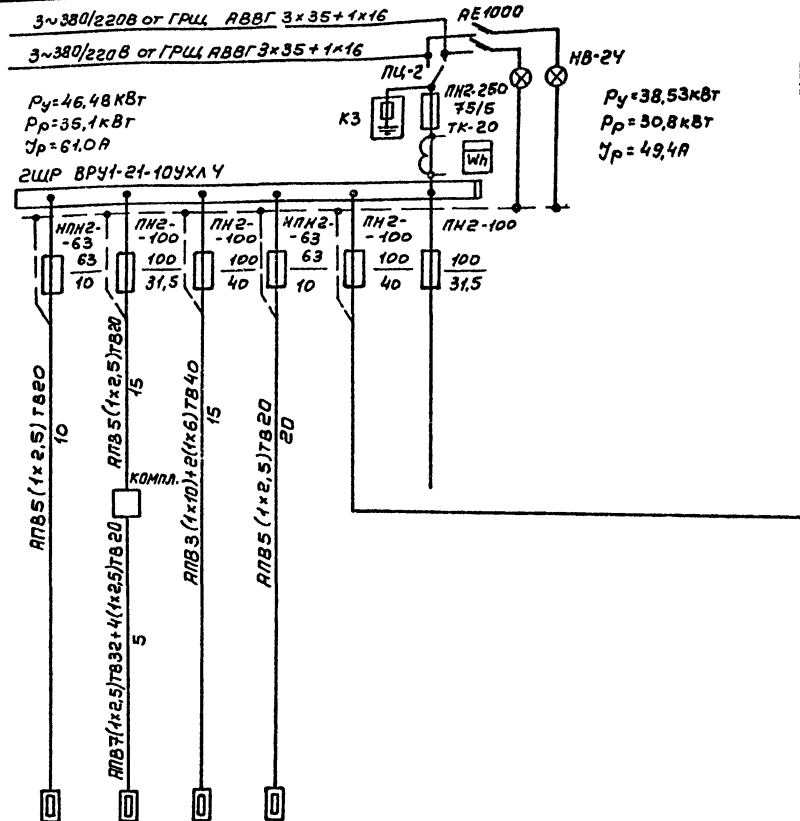 3~380/220В от ГРЩ АВВГ 3×35+1×16
АЕ1000
3~380/220В от ГРЩ АВВГ 3×35+1×16
НВ-24
ПЦ-2
Ру=46,48кВт
Рр=35,1кВт
Jр=61.0А
КЗ
ПН2-250
75/5
ТК-20
Wh
Ру=38,53кВт
Рр=30,8кВт
Jр=49,4А
2ЩР ВРУ1-21-10УХЛ4
НПН2-
-63
63
10
ПН2-
-100
100
31,5
ПН2-
-100
100
40
НПН2-
-63
63
10
ПН2-
-100
100
40
ПН2-100
100
31,5
АПВ5(1×2,5)ТВ20
10
АПВ5(1×2,5)ТВ20
15
КОМПЛ.
АПВ7(1×2,5)ТВ32+4(1×2,5)ТВ20
5
АПВ3(1×10)+2(1×6)ТВ40
15
АПВ5(1×2,5)ТВ20
20